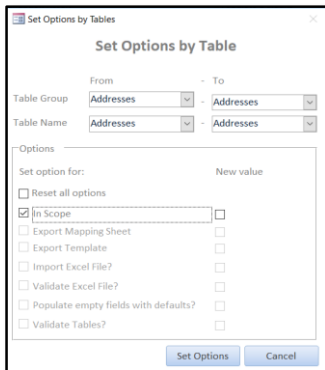 Set Options by Tables
Set Options by Table
From - To
Table Group Addresses - Addresses
Table Name Addresses - Addresses
Options
Set option for: New value
Reset all options
In Scope
Export Mapping Sheet
Export Template
Import Excel File?
Validate Excel File?
Populate empty fields with defaults?
Validate Tables?
Set Options Cancel